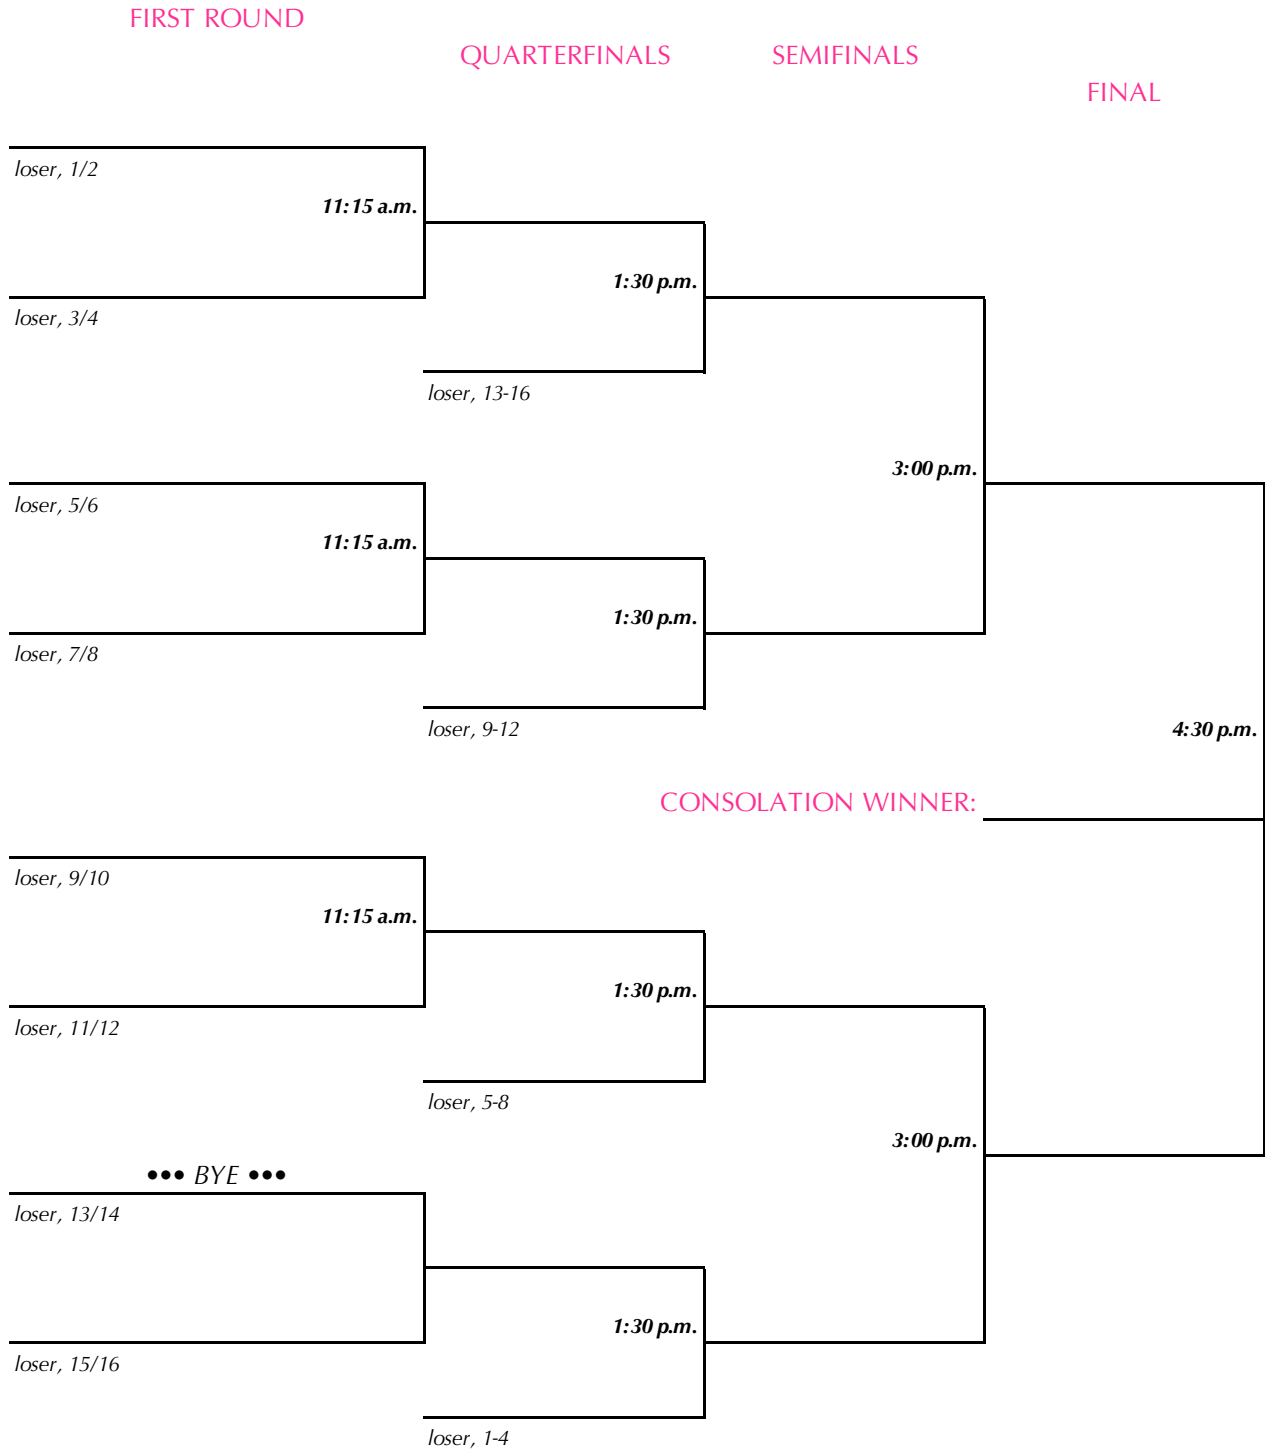 FIRST ROUND
QUARTERFINALS SEMIFINALS
FINAL
loser, 1/2
11:15 a.m.
1:30 p.m.
loser, 3/4
loser, 13-16
3:00 p.m.
loser, 5/6
11:15 a.m.
1:30 p.m.
loser, 7/8
loser, 9-12
4:30 p.m.
CONSOLATION WINNER:
loser, 9/10
11:15 a.m.
1:30 p.m.
loser, 11/12
loser, 5-8
3:00 p.m.
••• BYE •••
loser, 13/14
1:30 p.m.
loser, 15/16
loser, 1-4